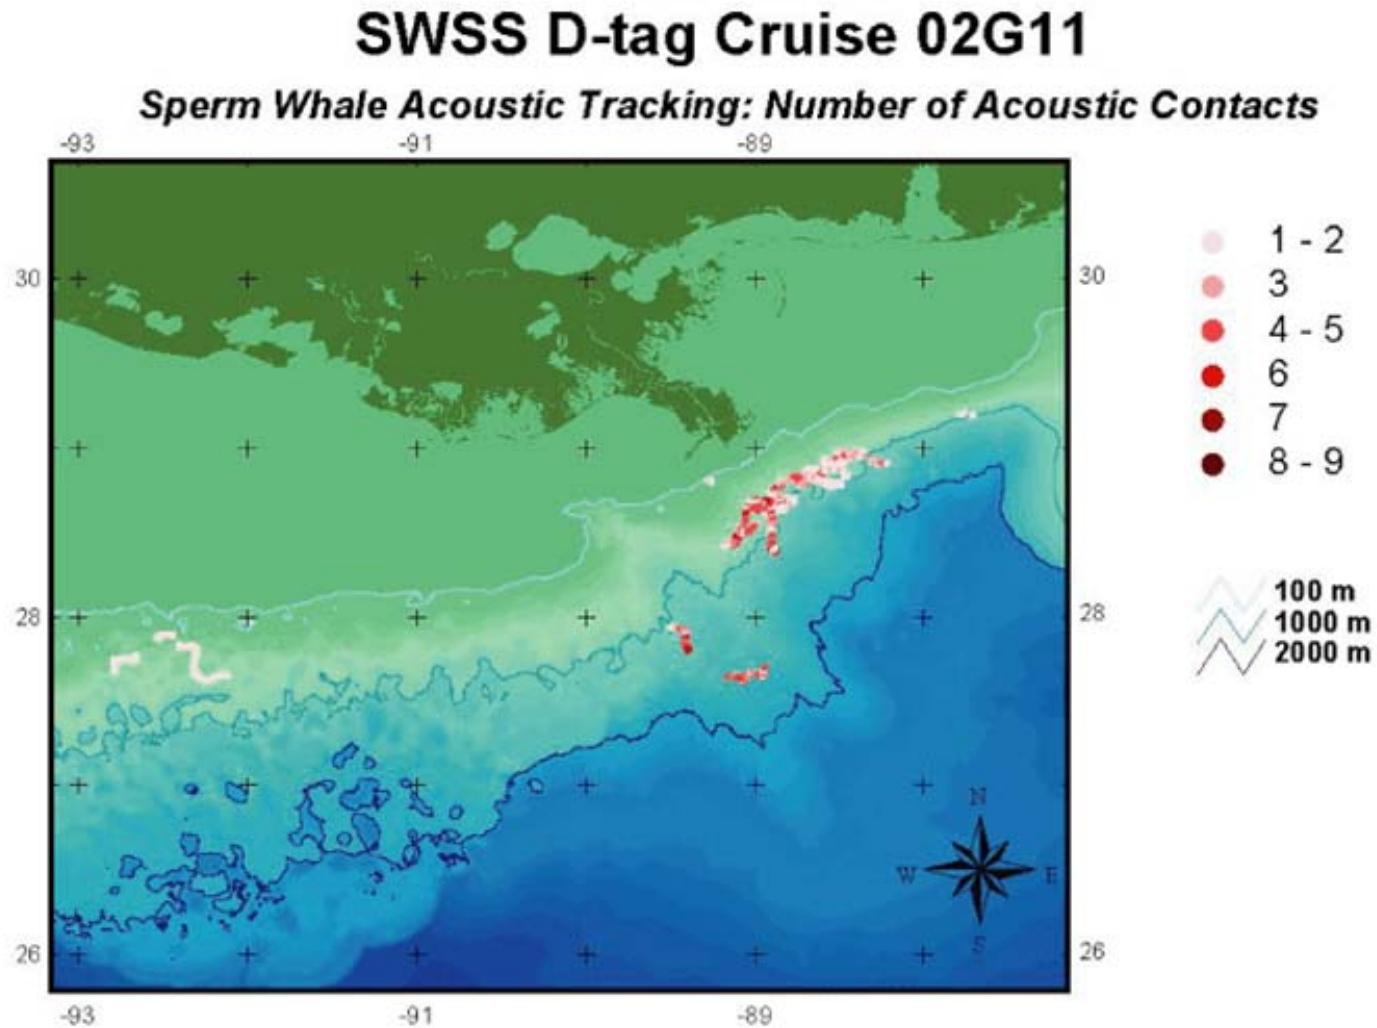 SWSS D-tag Cruise 02G11
Sperm Whale Acoustic Tracking: Number of Acoustic Contacts
-93 -91 -89
30 30
28 28
26 26
-93 -91 -89
N
W E
S
1 - 2
3
4 - 5
6
7
8 - 9
100 m
1000 m
2000 m